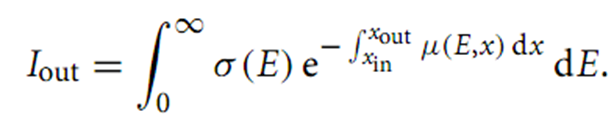 I_out = ∫_0^∞ σ(E) e^{−∫_{x_in}^{x_out} μ(E,x) dx} dE.